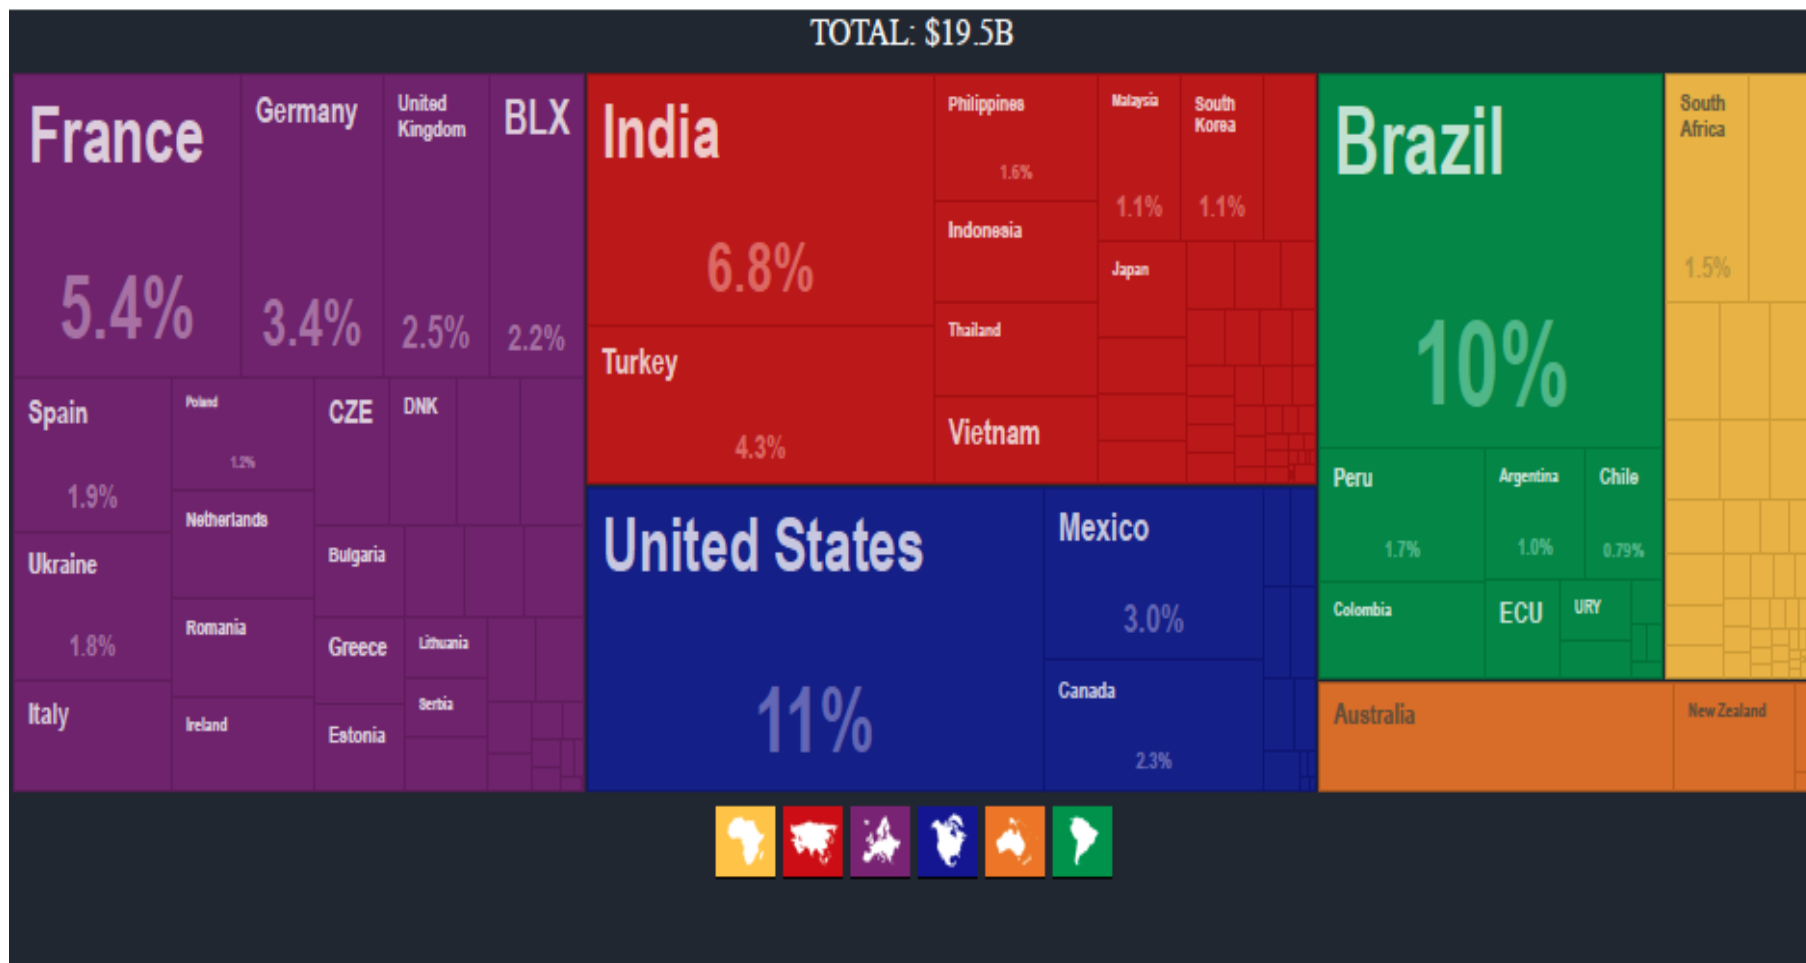 TOTAL: $19.5B
France
5.4%
Germany
3.4%
United
Kingdom
2.5%
BLX
2.2%
Spain
1.9%
Ukraine
1.8%
Italy
Poland
1.2%
Netherlands
Romania
Ireland
CZE
DNK
Bulgaria
Greece
Lithuania
Serbia
Estonia
India
6.8%
Turkey
4.3%
Philippines
1.6%
Indonesia
Thailand
Vietnam
Malaysia
1.1%
South
Korea
1.1%
Japan
United States
11%
Mexico
3.0%
Canada
2.3%
Brazil
10%
Peru
1.7%
Argentina
1.0%
Chile
0.79%
Colombia
ECU
URY
South
Africa
1.5%
Australia
New Zealand